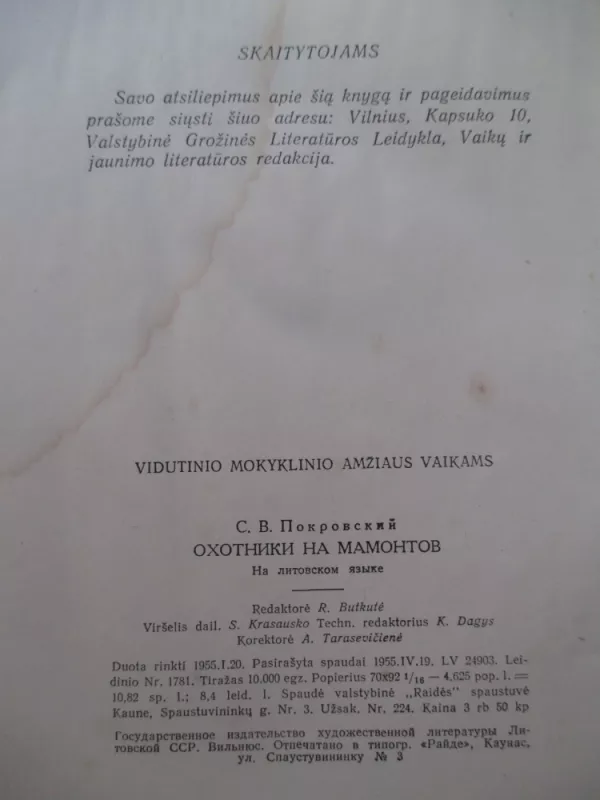 SKAITYTOJAMS
Savo atsiliepimus apie šią knygą ir pageidavimus
prašome siųsti šiuo adresu: Vilnius, Kapsuko 10,
Valstybinė Grožinės Literatūros Leidykla, Vaikų ir
jaunimo literatūros redakcija.
VIDUTINIO MOKYKLINIO AMŽIAUS VAIKAMS
С. В. Покровский
ОХОТНИКИ НА МАМОНТОВ
На литовском языке
Redaktorė R. Butkutė
Viršelis dail. S. Krasausko Techn. redaktorius K. Dagys
Korektorė A. Tarasevičienė
Duota rinkti 1955.I.20. Pasirašyta spaudai 1955.IV.19. LV 24903. Lei-
dinio Nr. 1781. Tiražas 10.000 egz. Popierius 70X92 1/16 — 4,625 pop. l. =
10,82 sp. l.; 8,4 leid. l. Spaudė valstybinė „Raidės" spaustuvė
Kaune, Spaustuvininkų g. Nr. 3. Užsak. Nr. 224. Kaina 3 rb 50 kp
Государственное издательство художественной литературы Ли-
товской ССР. Вильнюс. Отпечатано в типогр. «Райде», Каунас,
ул. Спаустувининку № 3